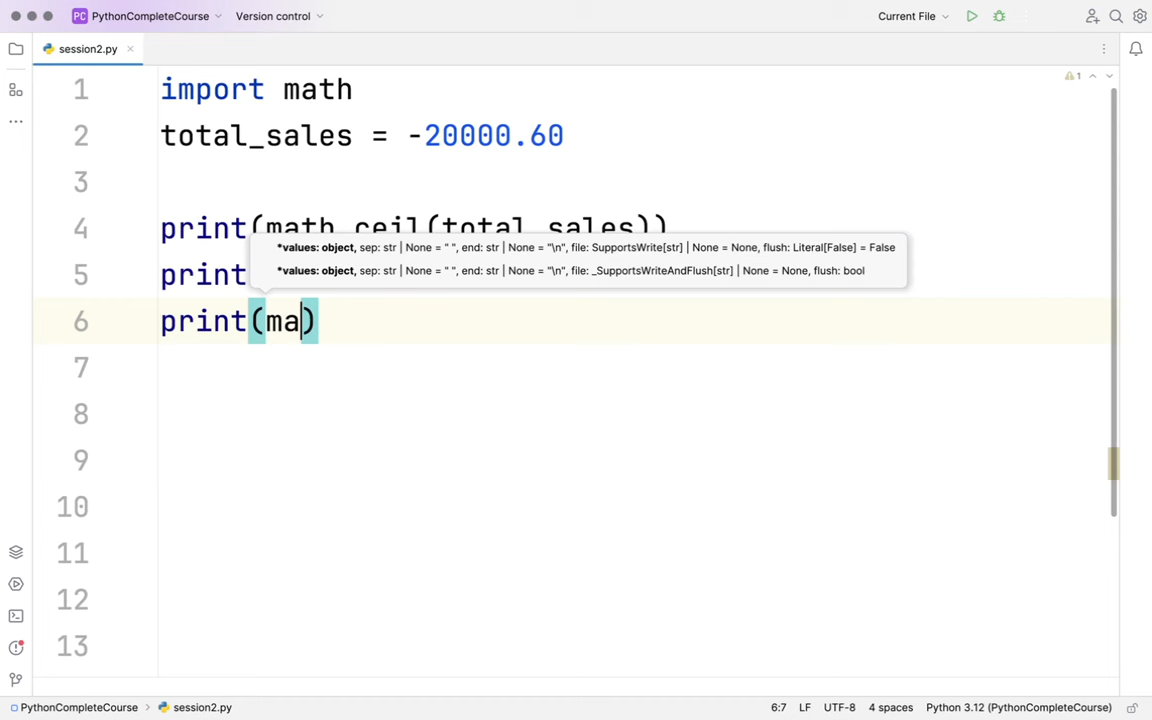 PC PythonCompleteCourse Version control Current File
session2.py
1 import math 1
2 total_sales = -20000.60
3
4 print(math.ceil(total_sales))
*values: object, sep: str | None = " ", end: str | None = "\n", file: SupportsWrite[str] | None = None, flush: Literal[False] = False
5 print
*values: object, sep: str | None = " ", end: str | None = "\n", file: _SupportsWriteAndFlush[str] | None = None, flush: bool
6 print(ma)
7
8
9
10
11
12
13
PythonCompleteCourse session2.py 6:7 LF UTF-8 4 spaces Python 3.12 (PythonCompleteCourse)